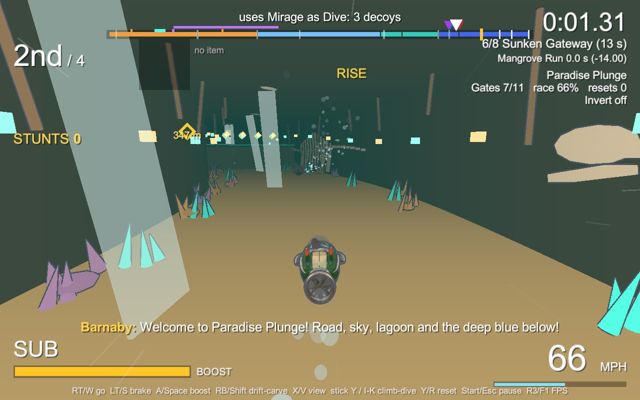 uses Mirage as Dive: 3 decoys
0:01.31
2nd / 4
no item
6/8 Sunken Gateway (13 s)
Mangrove Run 0.0 s (-14.00)
RISE
Paradise Plunge
Gates 7/11 race 66% resets 0
Invert off
STUNTS 0
Barnaby: Welcome to Paradise Plunge! Road, sky, lagoon and the deep blue below!
SUB
66 MPH
BOOST
RT/W go LT/S brake A/Space boost RB/Shift drift-carve X/V view stick Y / I-K climb-dive Y/R reset Start/Esc pause R3/F1 FPS